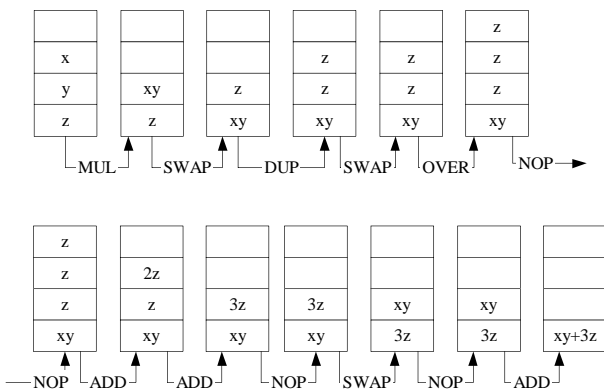 z
x z z z
y xy z z z z
z z xy xy xy xy
MUL SWAP DUP SWAP OVER NOP
z
z 2z
z z 3z 3z xy xy
xy xy xy xy 3z 3z xy+3z
NOP ADD ADD NOP SWAP NOP ADD